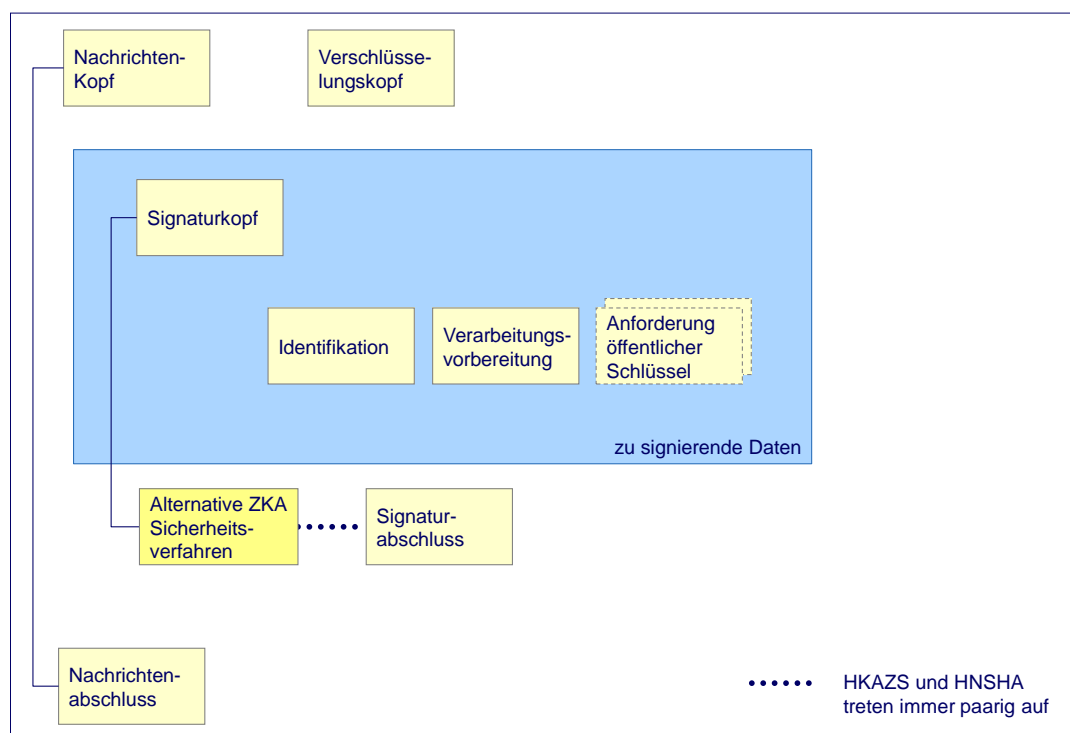 Nachrichten-
Kopf
Verschlüsse-
lungskopf
Signaturkopf
Identifikation
Verarbeitungs-
vorbereitung
Anforderung
öffentlicher
Schlüssel
zu signierende Daten
Alternative ZKA
Sicherheits-
verfahren
Signatur-
abschluss
Nachrichten-
abschluss
HKAZS und HNSHA
treten immer paarig auf